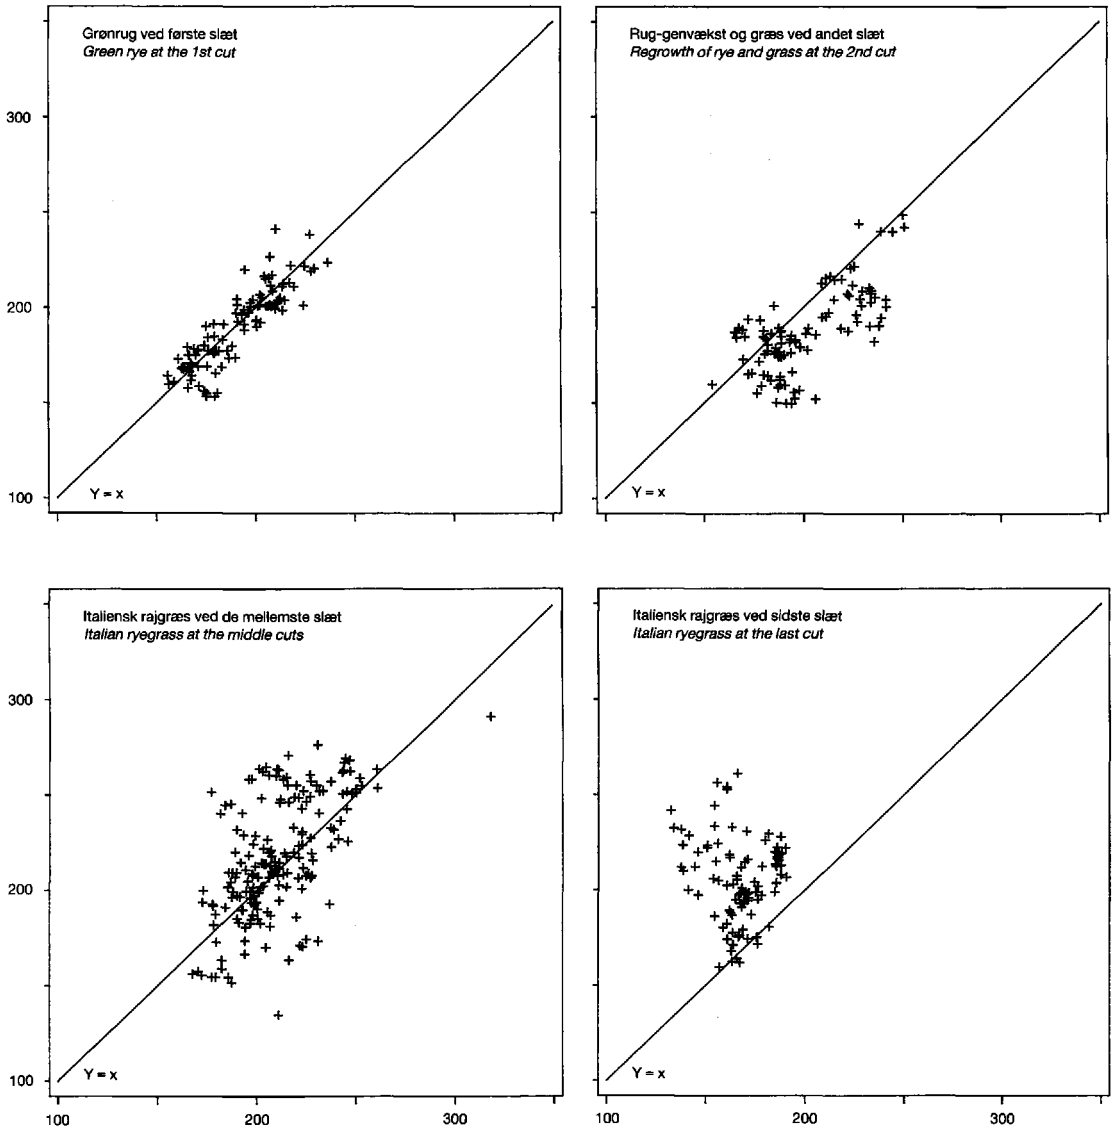 Grønrug ved første slæt
Green rye at the 1st cut
300
200
100
Y = x
Rug-genvækst og græs ved andet slæt
Regrowth of rye and grass at the 2nd cut
Y = x
Italiensk rajgræs ved de mellemste slæt
Italian ryegrass at the middle cuts
300
200
100
Y = x
100
200
300
Italiensk rajgræs ved sidste slæt
Italian ryegrass at the last cut
Y = x
100
200
300